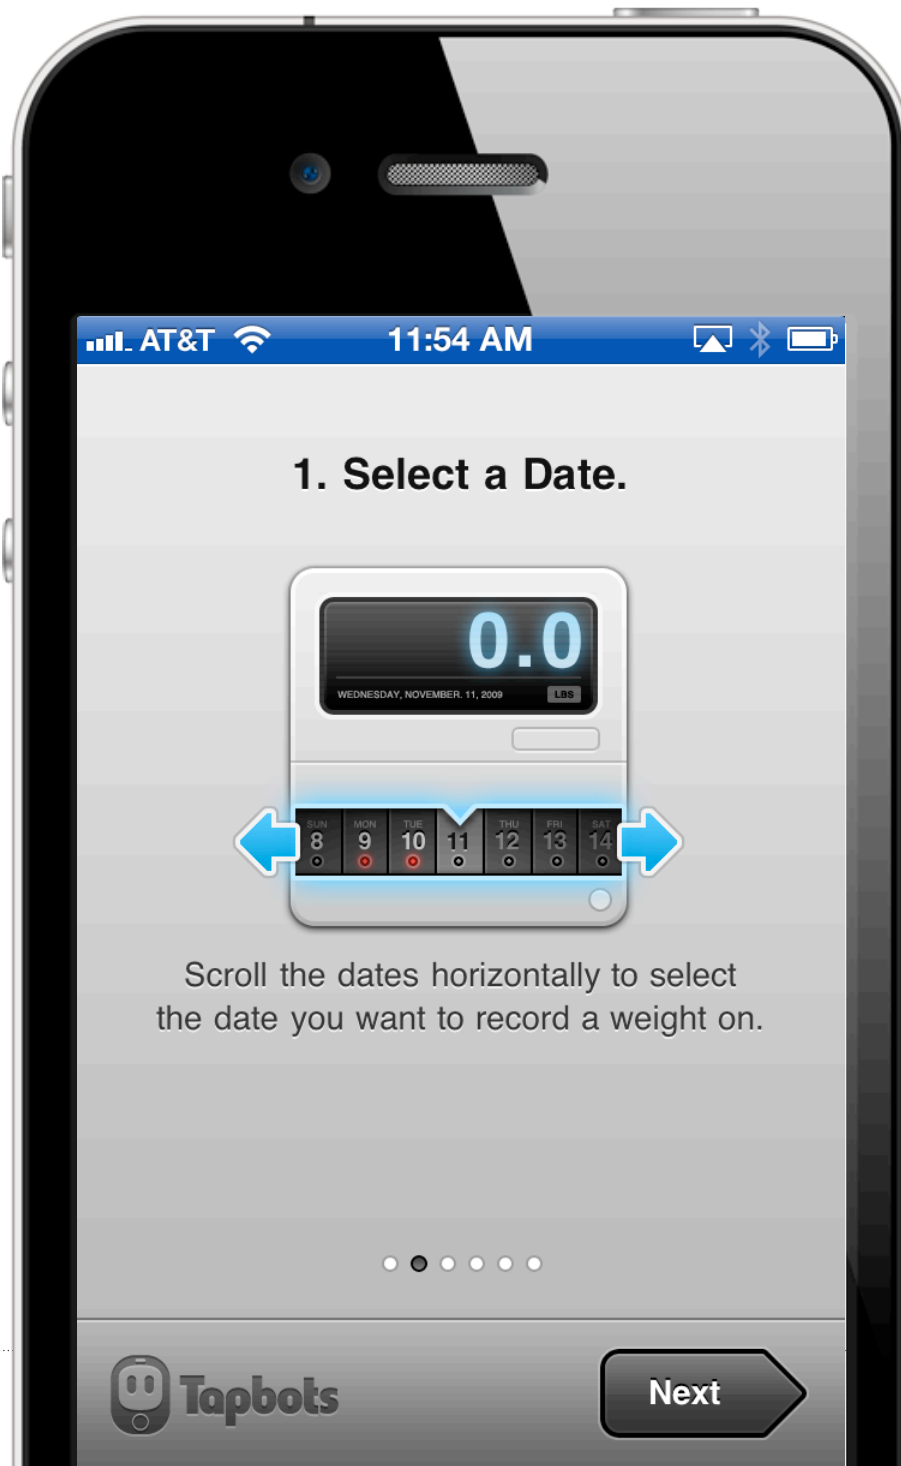 AT&T 11:54 AM
1. Select a Date.
0.0
WEDNESDAY, NOVEMBER. 11, 2009 LBS
SUN MON TUE THU FRI SAT
8 9 10 11 12 13 14
Scroll the dates horizontally to select
the date you want to record a weight on.
Tapbots Next